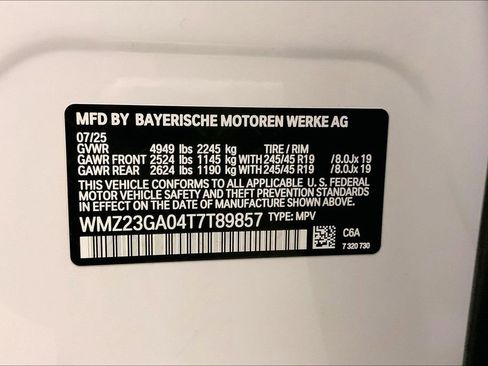 MFD BY BAYERISCHE MOTOREN WERKE AG
07/25
GVWR 4949 lbs 2245 kg TIRE / RIM
GAWR FRONT 2524 lbs 1145 kg WITH 245/45 R19 /8.0Jx 19
GAWR REAR 2624 lbs 1190 kg WITH 245/45 R19 /8.0Jx 19
THIS VEHICLE CONFORMS TO ALL APPLICABLE U. S. FEDERAL
MOTOR VEHICLE SAFETY AND THEFT PREVENTION STANDARDS
IN EFFECT ON THE DATE OF MANUFACTURE SHOWN ABOVE.
WMZ23GA04T7T89857 TYPE: MPV
C6A
7 320 730